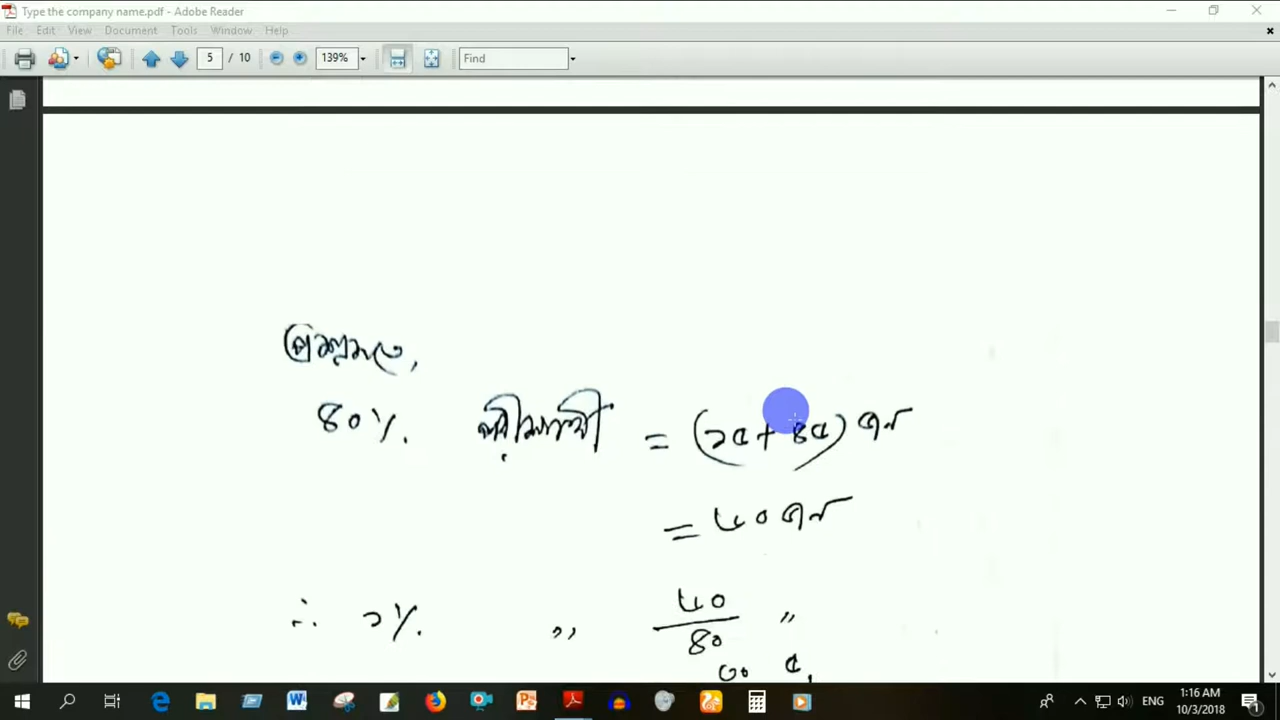 Type the company name.pdf - Adobe Reader
File Edit View Document Tools Window Help
5 / 10 139% Find
প্রশ্নমতে,
৪০% পরীক্ষার্থী = (১৫+৪৫) জন
= ৬০ জন
∴ ১% ,, ৬০/৪০ ,,
ENG 1:16 AM
10/3/2018